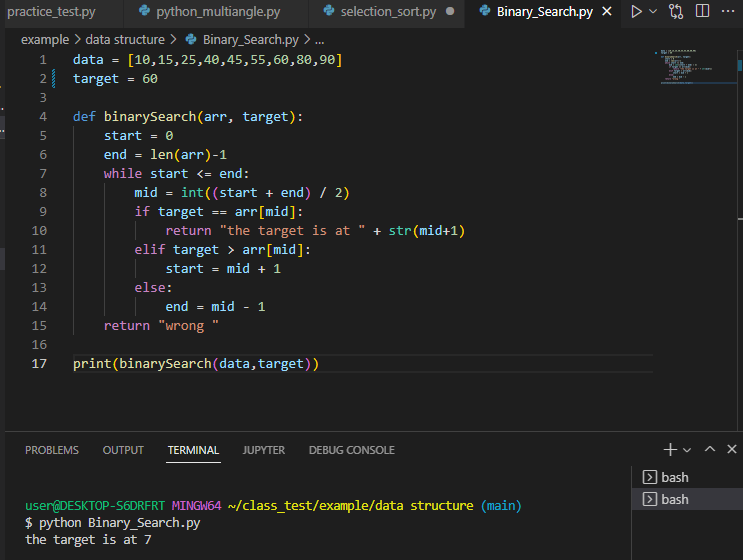 practice_test.py python_multiangle.py selection_sort.py Binary_Search.py
example > data structure > Binary_Search.py > ...
1 data = [10,15,25,40,45,55,60,80,90]
2 target = 60
3
4 def binarySearch(arr, target):
5     start = 0
6     end = len(arr)-1
7     while start <= end:
8         mid = int((start + end) / 2)
9         if target == arr[mid]:
10             return "the target is at " + str(mid+1)
11         elif target > arr[mid]:
12             start = mid + 1
13         else:
14             end = mid - 1
15     return "wrong "
16
17 print(binarySearch(data,target))
PROBLEMS OUTPUT TERMINAL JUPYTER DEBUG CONSOLE
bash
bash
user@DESKTOP-S6DRFRT MINGW64 ~/class_test/example/data structure (main)
$ python Binary_Search.py
the target is at 7